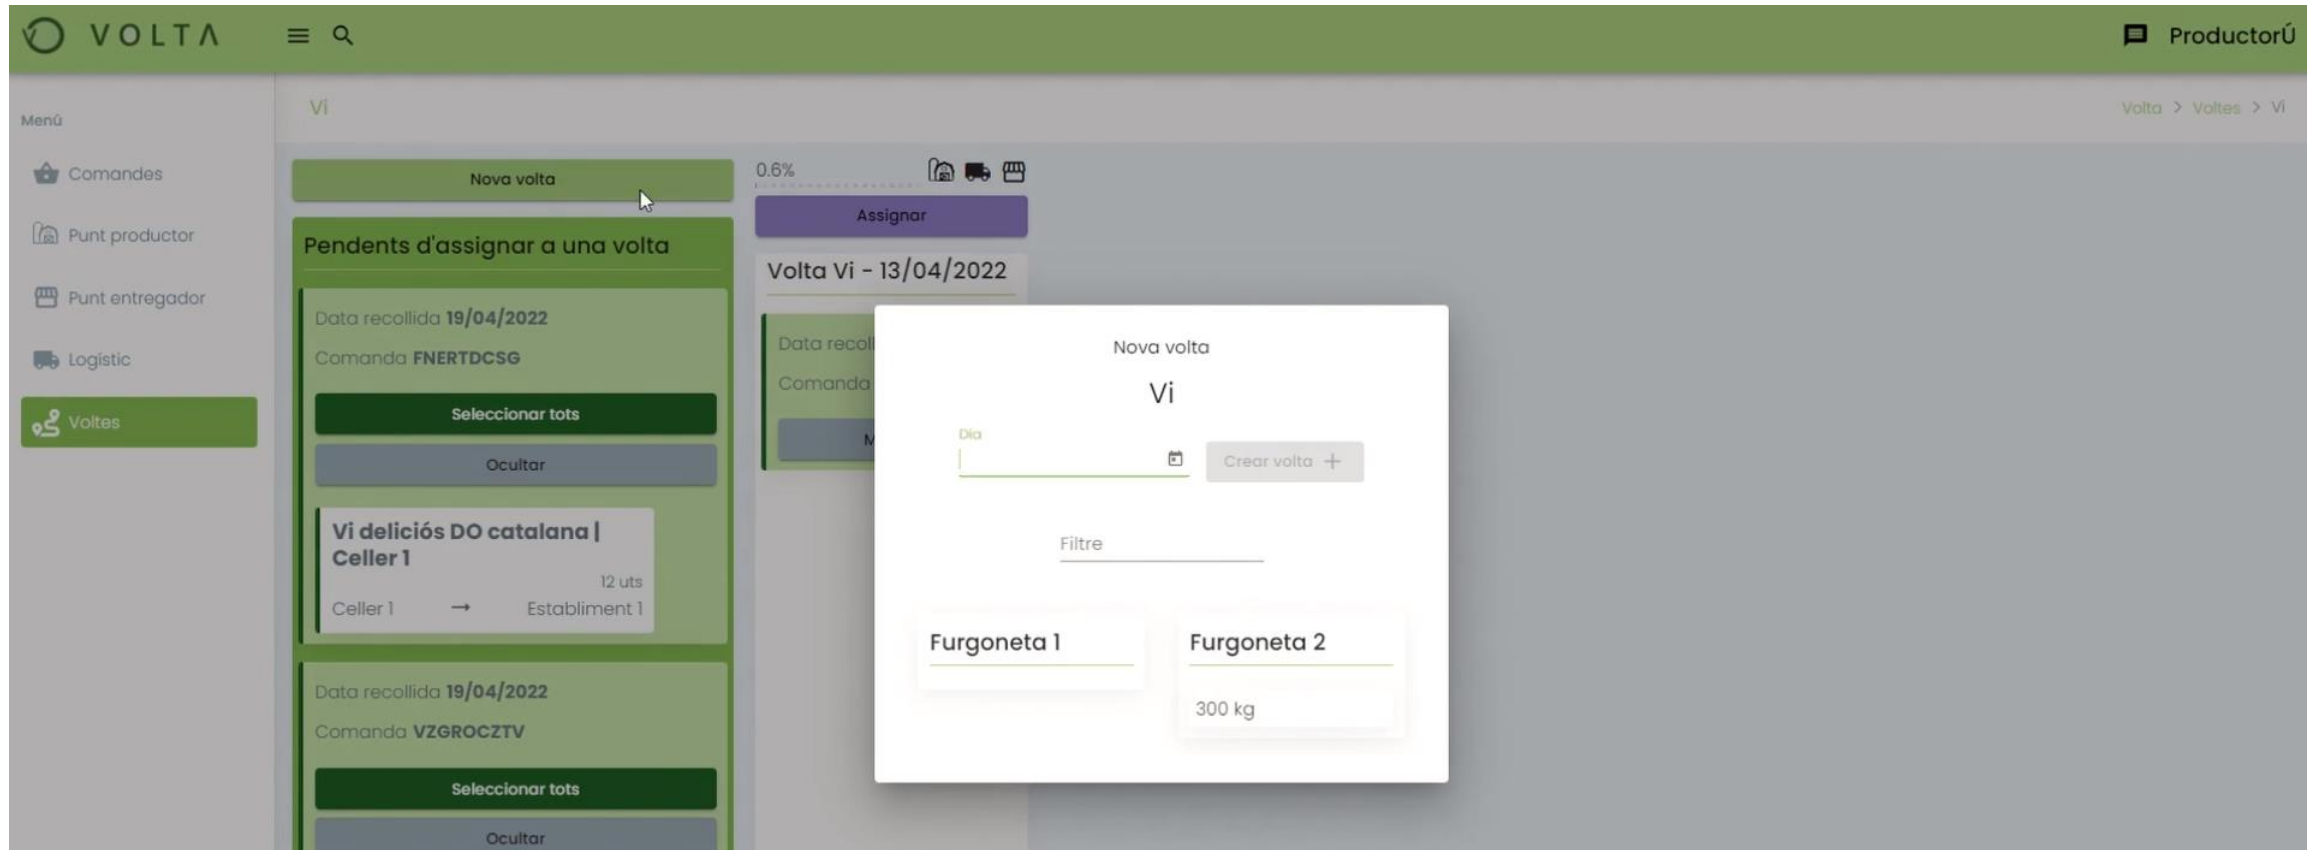 VOLTA
ProductorÚ
Menú
Comandes
Punt productor
Punt entregador
Logístic
Voltes
Vi
Volta > Voltes > Vi
Nova volta
Pendents d'assignar a una volta
Data recollida 19/04/2022
Comanda FNERTDCSG
Seleccionar tots
Ocultar
Vi deliciós DO catalana |
Celler 1
12 uts
Celler 1 → Establiment 1
Data recollida 19/04/2022
Comanda VZGROCZTV
Seleccionar tots
Ocultar
0.6%
Assignar
Volta Vi - 13/04/2022
Data recoll
Comanda
M
Nova volta
Vi
Dia
Crear volta +
Filtre
Furgoneta 1
Furgoneta 2
300 kg